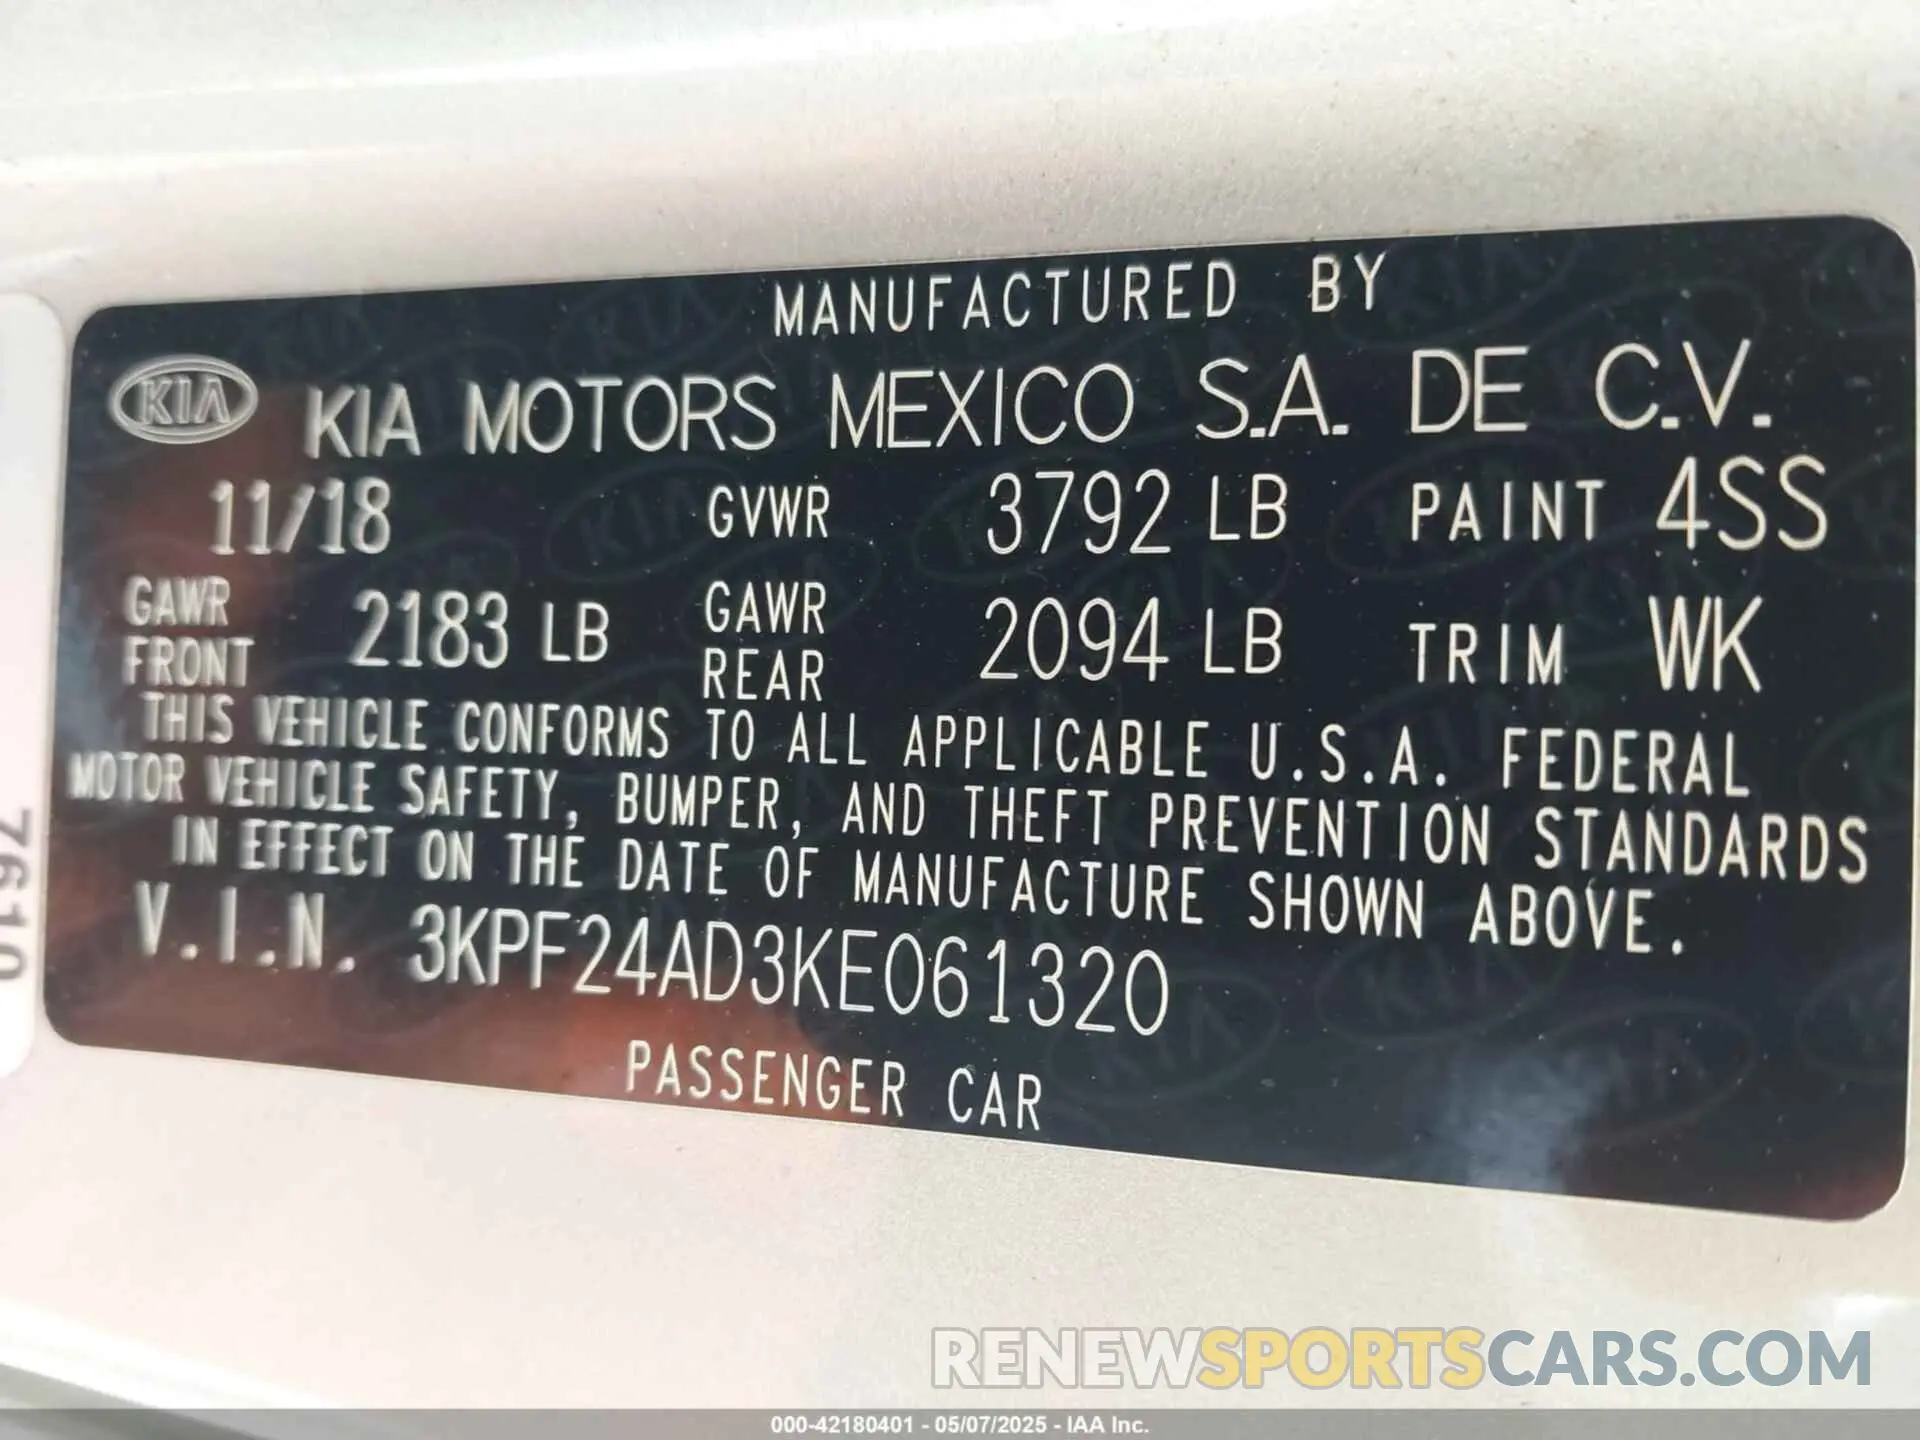 MANUFACTURED BY
KIA KIA MOTORS MEXICO S.A. DE C.V.
11/18 GVWR 3792 LB PAINT 4SS
GAWR FRONT 2183 LB GAWR REAR 2094 LB TRIM WK
THIS VEHICLE CONFORMS TO ALL APPLICABLE U.S.A. FEDERAL
MOTOR VEHICLE SAFETY, BUMPER, AND THEFT PREVENTION STANDARDS
IN EFFECT ON THE DATE OF MANUFACTURE SHOWN ABOVE.
V.I.N. 3KPF24AD3KE061320
PASSENGER CAR
7610
RENEWSPORTSCARS.COM
000-42180401 - 05/07/2025 - IAA Inc.